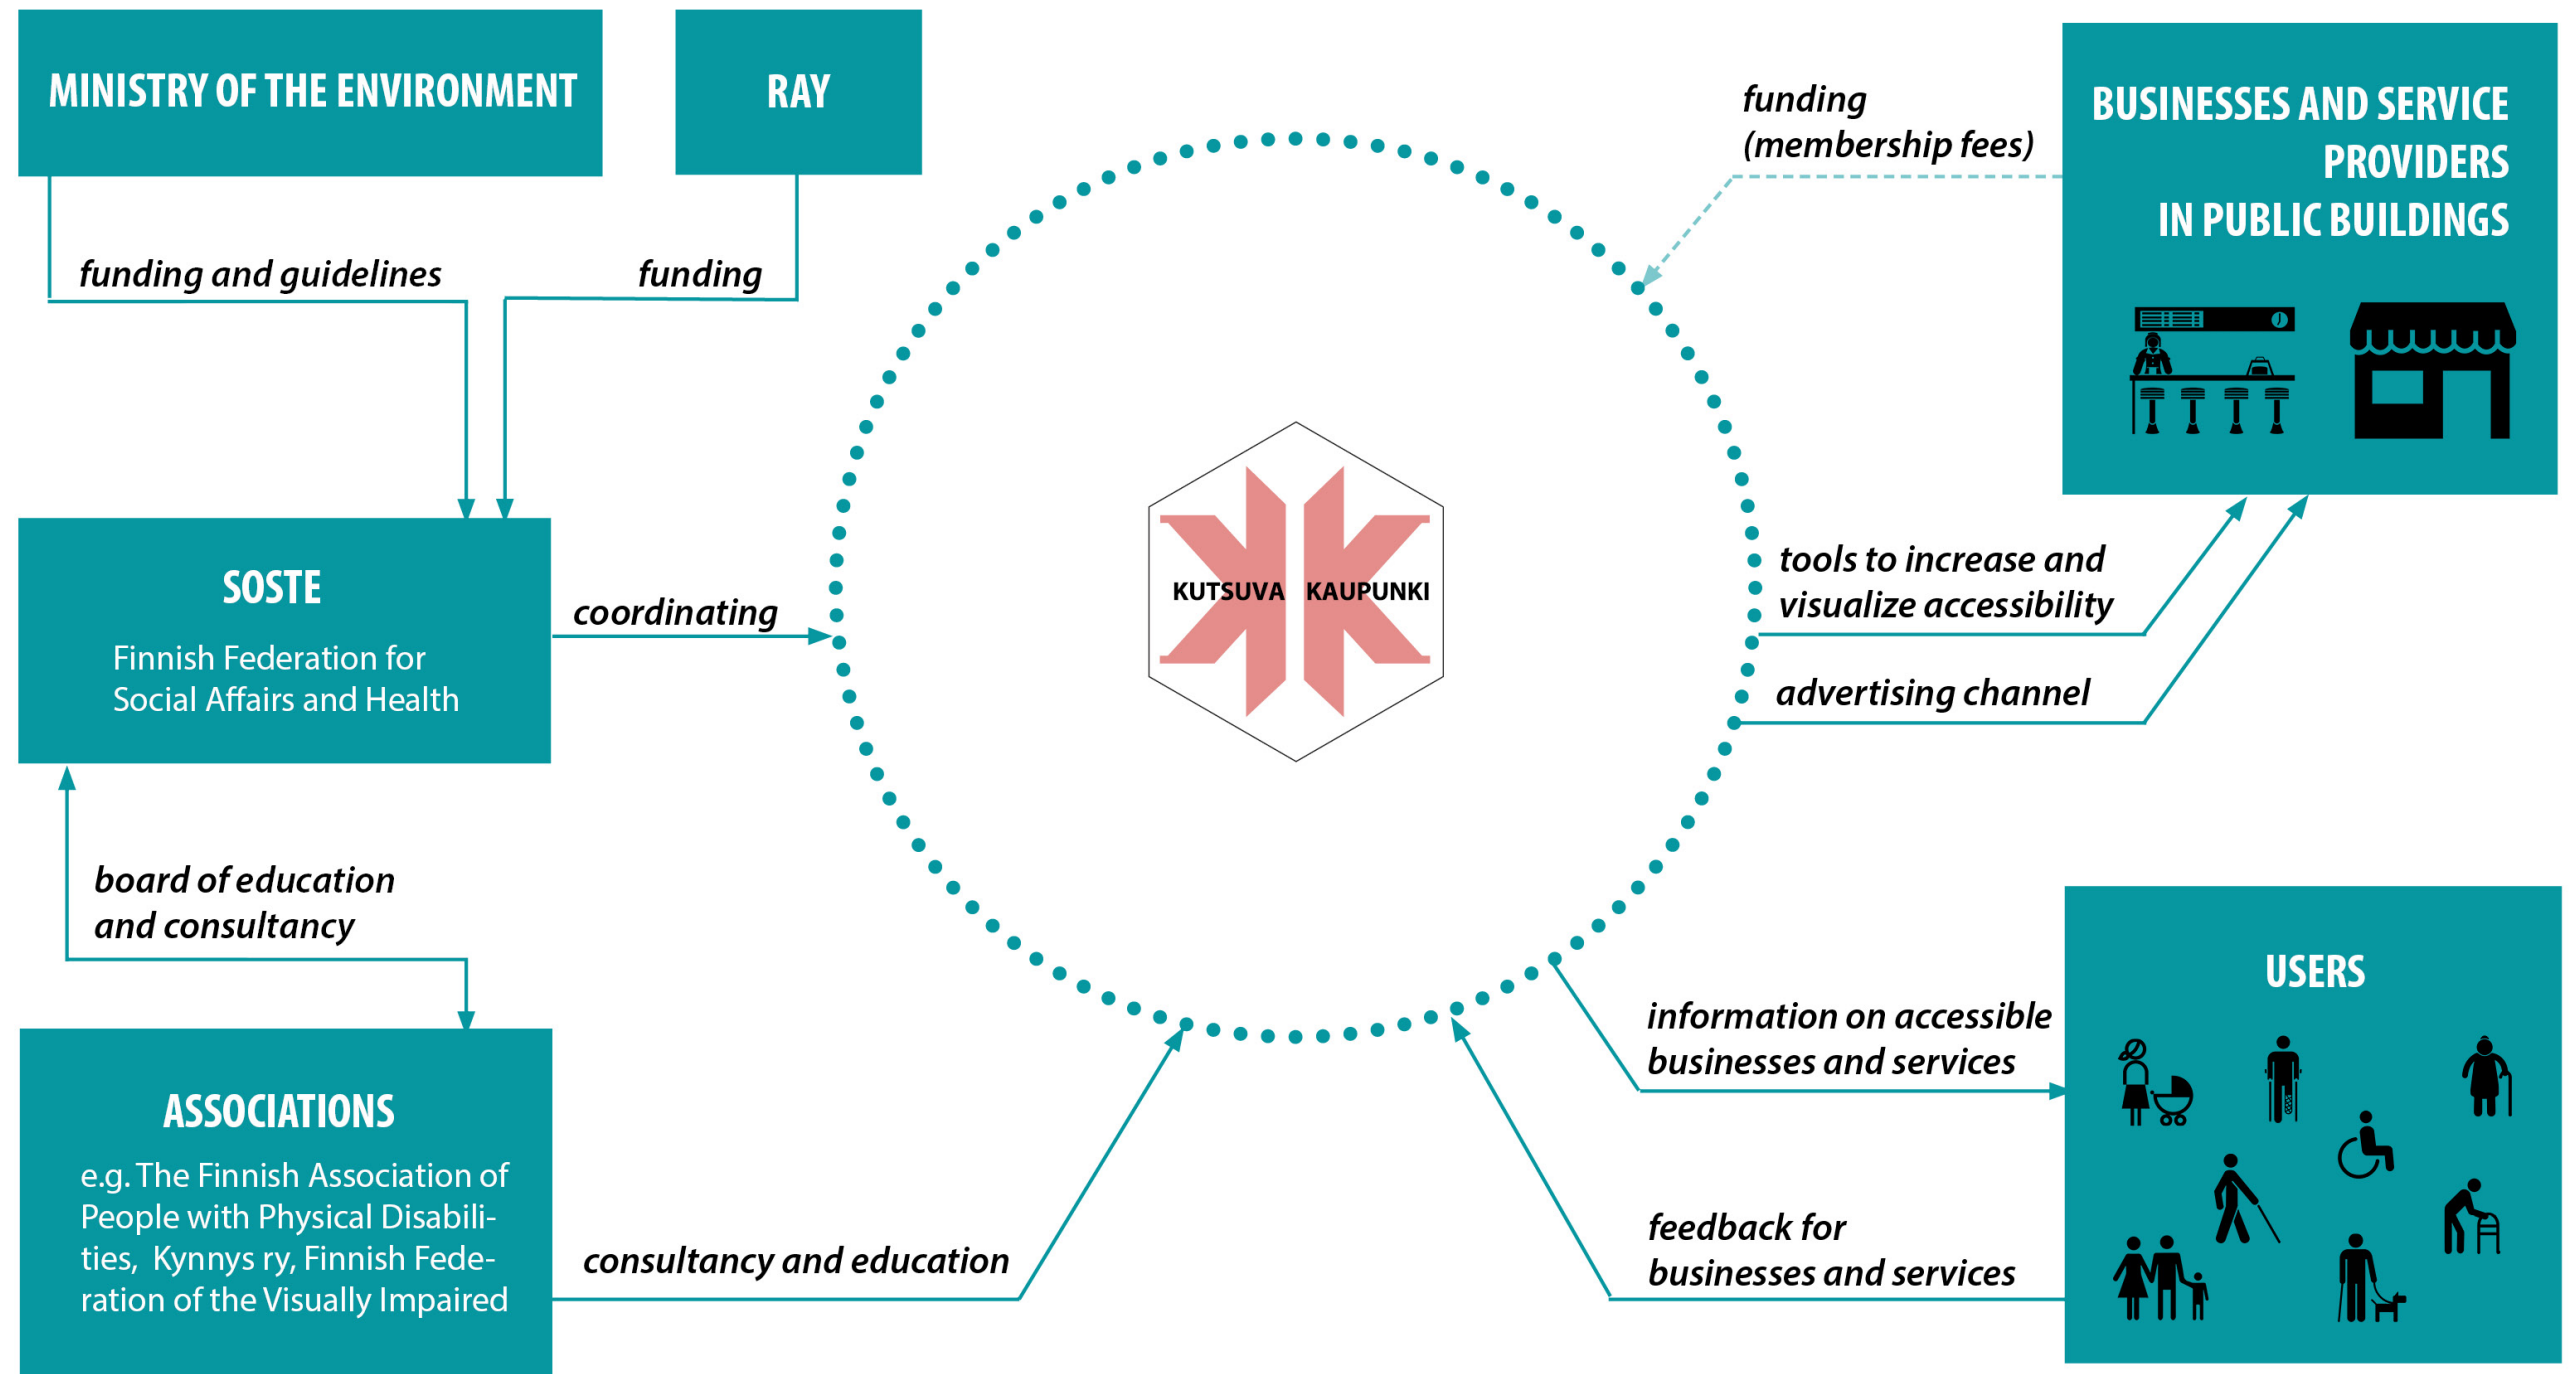 MINISTRY OF THE ENVIRONMENT
RAY
funding and guidelines
funding
SOSTE
Finnish Federation for
Social Affairs and Health
coordinating
board of education
and consultancy
ASSOCIATIONS
e.g. The Finnish Association of
People with Physical Disabili-
ties, Kynnys ry, Finnish Fede-
ration of the Visually Impaired
consultancy and education
KUTSUVA KAUPUNKI
funding
(membership fees)
BUSINESSES AND SERVICE
PROVIDERS
IN PUBLIC BUILDINGS
tools to increase and
visualize accessibility
advertising channel
information on accessible
businesses and services
feedback for
businesses and services
USERS